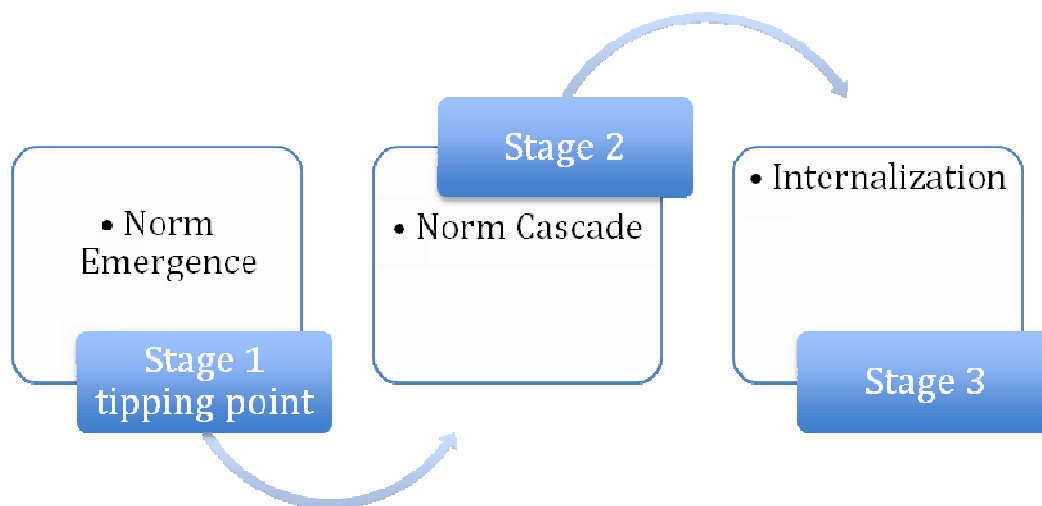 • Norm
Emergence
Stage 1
tipping point
Stage 2
• Norm Cascade
• Internalization
Stage 3